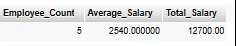 Employee_Count Average_Salary Total_Salary
5 2540.000000 12700.00